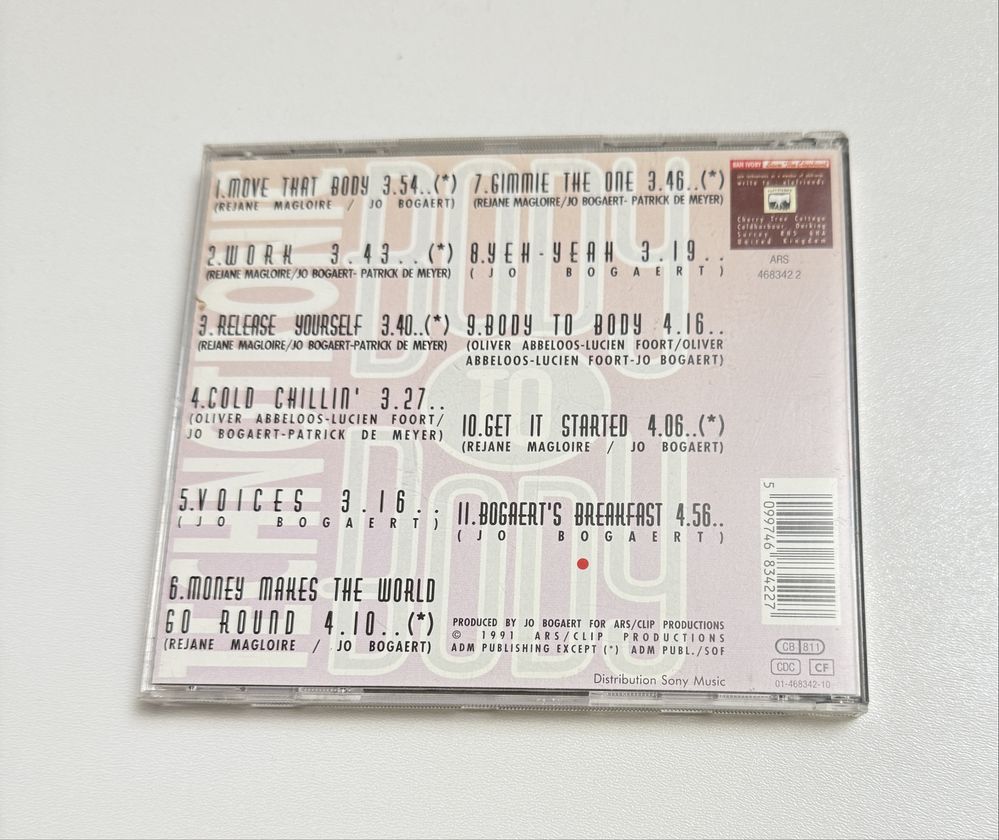 TECHNOTRONIC
BODY
TO
BODY
1.MOVE THAT BODY 3.54..(*)
(REJANE MAGLOIRE / JO BOGAERT)
2.WORK 3.43..(*)
(REJANE MAGLOIRE/JO BOGAERT- PATRICK DE MEYER)
3.RELEASE YOURSELF 3.40..(*)
(REJANE MAGLOIRE/JO BOGAERT-PATRICK DE MEYER)
4.COLD CHILLIN' 3.27..
(OLIVER ABBELOOS-LUCIEN FOORT/
JO BOGAERT-PATRICK DE MEYER)
5.VOICES 3.16..
(JO BOGAERT)
6.MONEY MAKES THE WORLD
GO ROUND 4.10..(*)
(REJANE MAGLOIRE / JO BOGAERT)
7.GIMMIE THE ONE 3.46..(*)
(REJANE MAGLOIRE/JO BOGAERT- PATRICK DE MEYER)
8.YEH-YEAH 3.19..
(JO BOGAERT)
9.BODY TO BODY 4.16..
(OLIVER ABBELOOS-LUCIEN FOORT/OLIVER
ABBELOOS-LUCIEN FOORT-JO BOGAERT)
10.GET IT STARTED 4.06..(*)
(REJANE MAGLOIRE / JO BOGAERT)
11.BOGAERT'S BREAKFAST 4.56..
(JO BOGAERT)
PRODUCED BY JO BOGAERT FOR ARS/CLIP PRODUCTIONS
© 1991 ARS/CLIP PRODUCTIONS
ADM PUBLISHING EXCEPT (*) ADM PUBL./SOF
Distribution Sony Music
BAN IVORY
write to elefriends
Cherry Tree Cottage
Coldharbour, Dorking
Surrey RH5 6HA
United Kingdom
ARS
468342 2
5 099746 834227
CB 811
CDC CF
01-468342-10